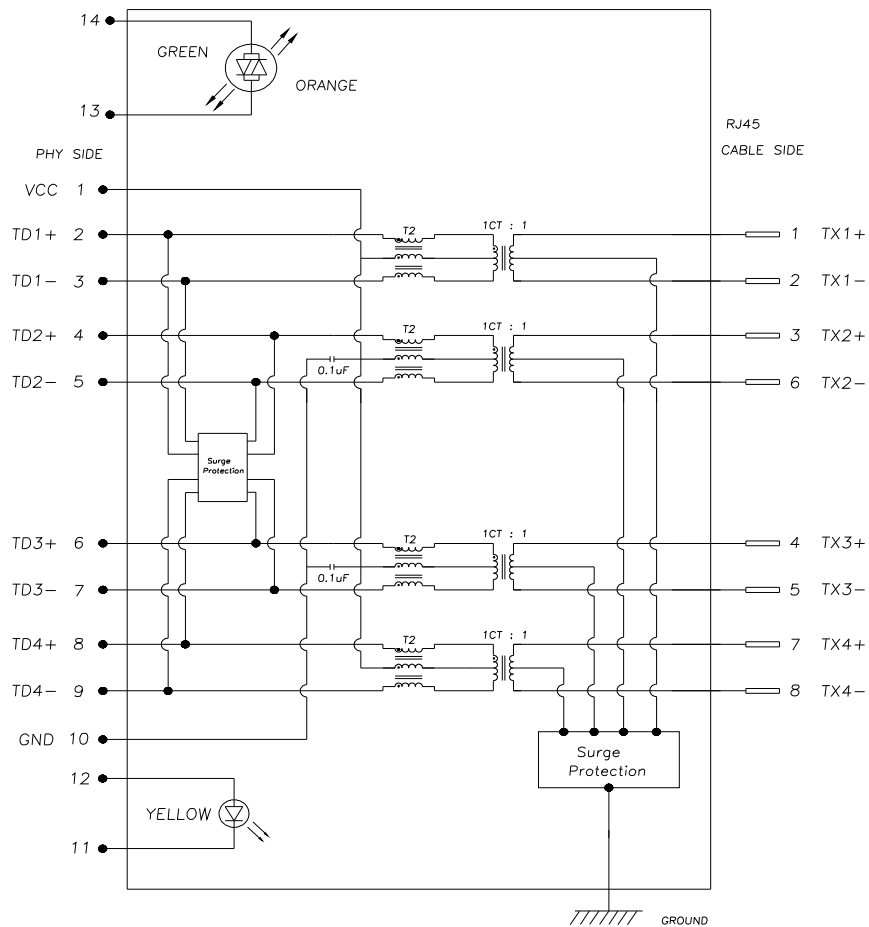 14
GREEN
ORANGE
13
RJ45
PHY SIDE
CABLE SIDE
VCC 1
TD1+ 2
T2
1CT : 1
1 TX1+
TD1- 3
2 TX1-
TD2+ 4
T2
1CT : 1
3 TX2+
0.1uF
TD2- 5
6 TX2-
Surge
Protection
TD3+ 6
T2
1CT : 1
4 TX3+
0.1uF
TD3- 7
5 TX3-
TD4+ 8
T2
1CT : 1
7 TX4+
TD4- 9
8 TX4-
GND 10
Surge
Protection
12
YELLOW
11
GROUND